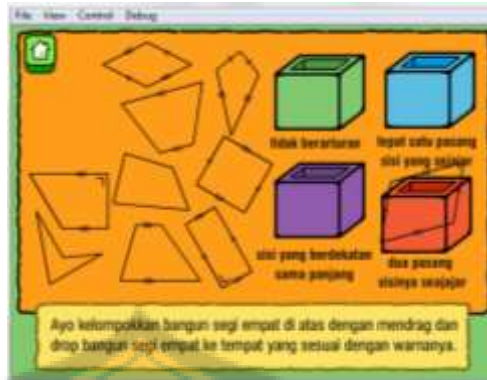 File View Control Debug
tidak beraturan
tepat satu pasang
sisi yang sejajar
sisi yang berdekatan
sama panjang
dua pasang
sisinya seajajar
Ayo kelompokkan bangun segi empat di atas dengan mendrag dan
drop bangun segi empat ke tempat yang sesuai dengan warnanya.